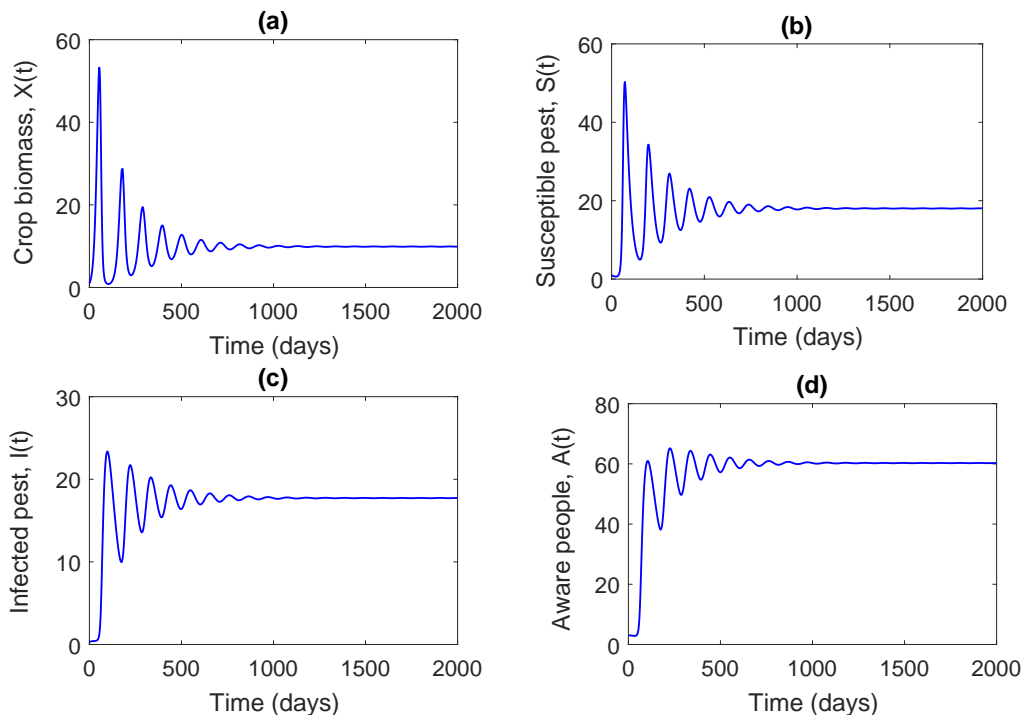 (a)
60
40
20
0
Crop biomass, X(t)
0 500 1000 1500 2000
Time (days)
(b)
60
40
20
0
Susceptible pest, S(t)
0 500 1000 1500 2000
Time (days)
(c)
30
20
10
0
Infected pest, I(t)
0 500 1000 1500 2000
Time (days)
(d)
80
60
40
20
0
Aware people, A(t)
0 500 1000 1500 2000
Time (days)